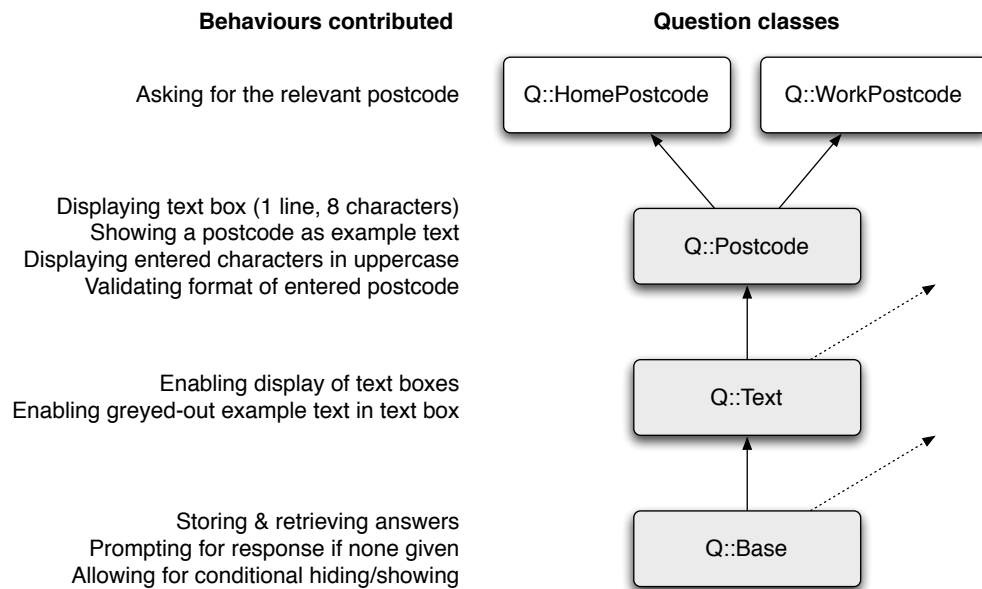 Behaviours contributed
Question classes
Asking for the relevant postcode
Q::HomePostcode
Q::WorkPostcode
Displaying text box (1 line, 8 characters)
Showing a postcode as example text
Displaying entered characters in uppercase
Validating format of entered postcode
Q::Postcode
Enabling display of text boxes
Enabling greyed-out example text in text box
Q::Text
Storing & retrieving answers
Prompting for response if none given
Allowing for conditional hiding/showing
Q::Base